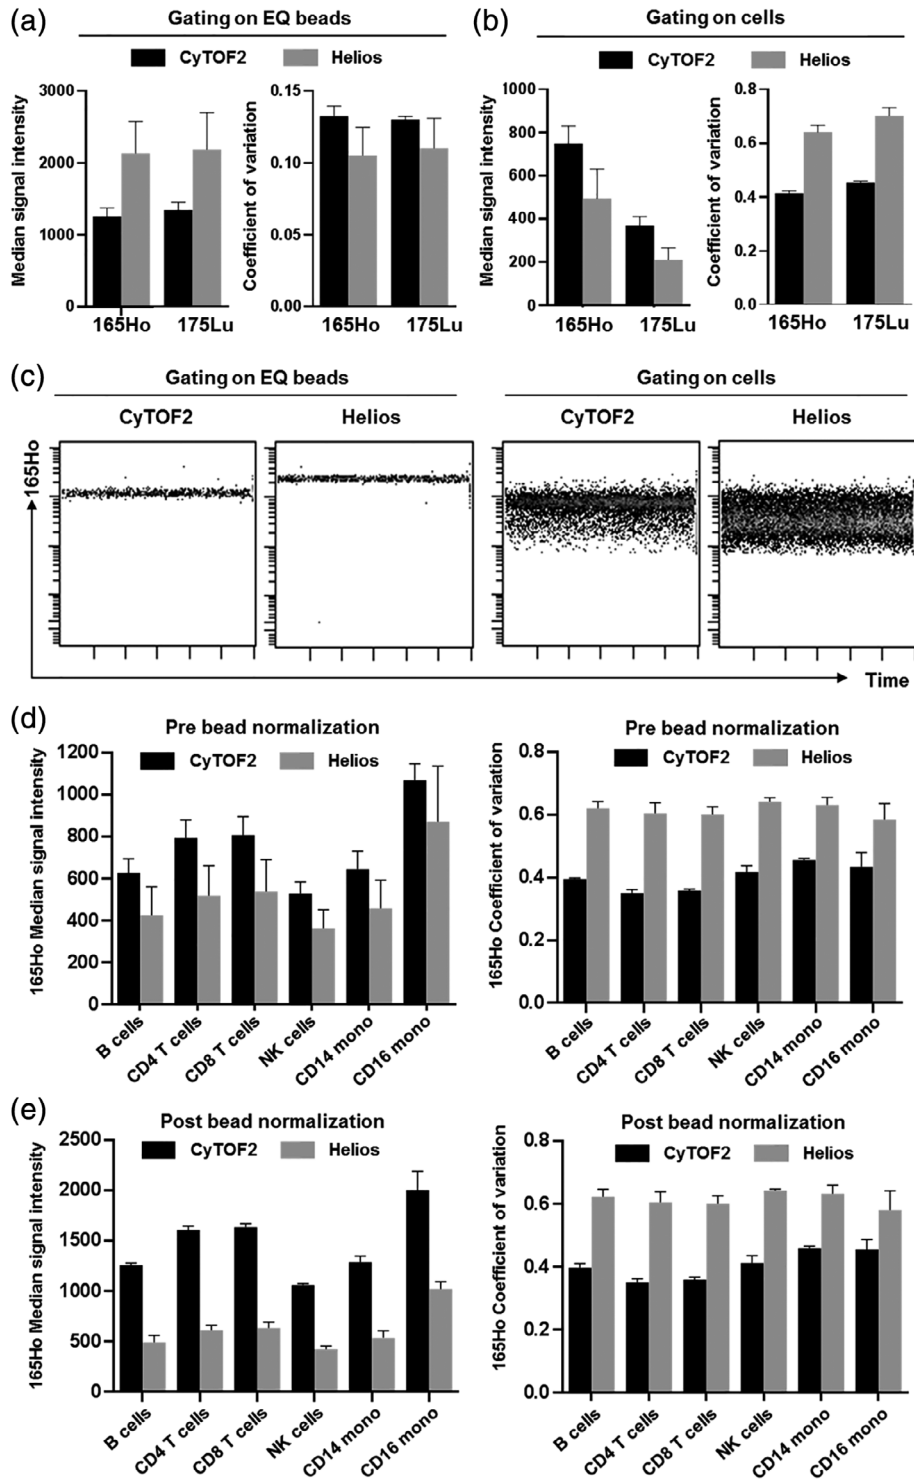 (a)
Gating on EQ beads
CyTOF2
Helios
Median signal intensity
3000
2000
1000
0
165Ho
175Lu
Coefficient of variation
0.15
0.10
0.05
0.00
165Ho
175Lu
(b)
Gating on cells
CyTOF2
Helios
Median signal intensity
1000
800
600
400
200
0
165Ho
175Lu
Coefficient of variation
0.8
0.6
0.4
0.2
0.0
165Ho
175Lu
(c)
Gating on EQ beads
Gating on cells
CyTOF2
Helios
CyTOF2
Helios
165Ho
Time
(d)
Pre bead normalization
CyTOF2
Helios
165Ho Median signal intensity
1200
1000
800
600
400
200
0
B cells
CD4 T cells
CD8 T cells
NK cells
CD14 mono
CD16 mono
Pre bead normalization
CyTOF2
Helios
165Ho Coefficient of variation
0.8
0.6
0.4
0.2
0.0
B cells
CD4 T cells
CD8 T cells
NK cells
CD14 mono
CD16 mono
(e)
Post bead normalization
CyTOF2
Helios
165Ho Median signal intensity
2500
2000
1500
1000
500
0
B cells
CD4 T cells
CD8 T cells
NK cells
CD14 mono
CD16 mono
Post bead normalization
CyTOF2
Helios
165Ho Coefficient of variation
0.8
0.6
0.4
0.2
0.0
B cells
CD4 T cells
CD8 T cells
NK cells
CD14 mono
CD16 mono